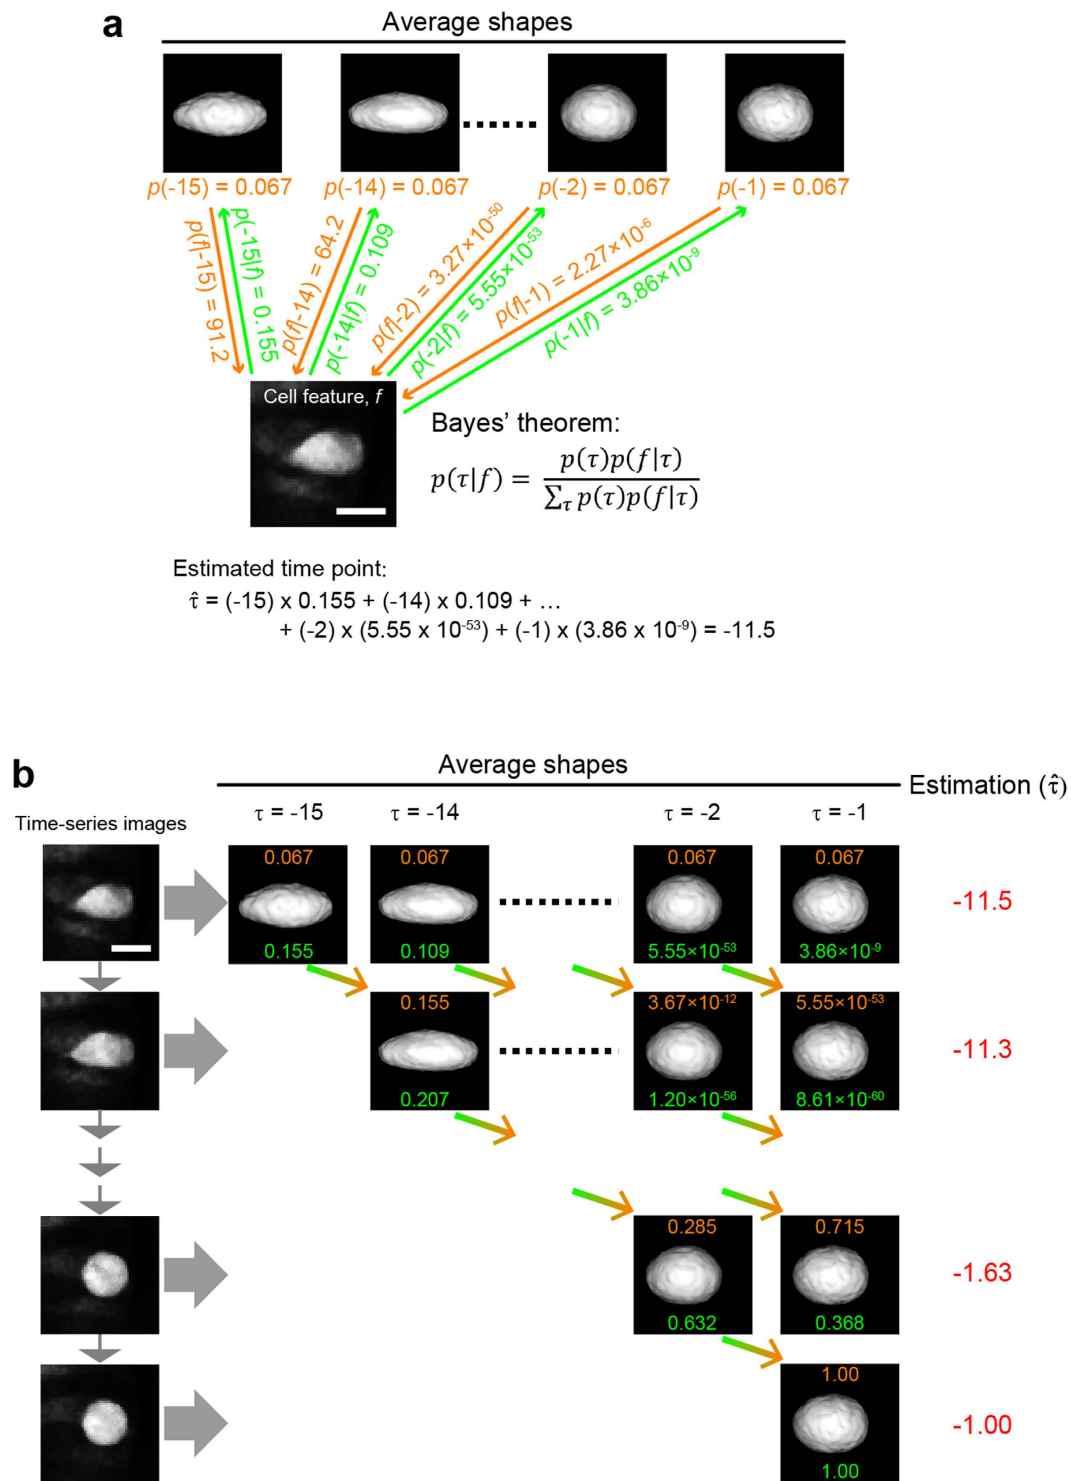 a
Average shapes
p(-15) = 0.067
p(-14) = 0.067
p(-2) = 0.067
p(-1) = 0.067
p(f|-15) = 91.2
p(-15|f) = 0.155
p(f|-14) = 64.2
p(-14|f) = 0.109
p(f|-2) = 3.27×10⁻⁵⁰
p(-2|f) = 5.55×10⁻⁵³
p(f|-1) = 2.27×10⁻⁶
p(-1|f) = 3.86×10⁻⁹
Cell feature, f
Bayes’ theorem:
p(τ|f) = p(τ)p(f|τ) / ∑τ p(τ)p(f|τ)
Estimated time point:
τ̂ = (-15) x 0.155 + (-14) x 0.109 + …
+ (-2) x (5.55 x 10⁻⁵³) + (-1) x (3.86 x 10⁻⁹) = -11.5
b
Average shapes
Estimation (τ̂)
Time-series images
τ = -15
τ = -14
τ = -2
τ = -1
0.067
0.067
0.067
0.067
-11.5
0.155
0.109
5.55×10⁻⁵³
3.86×10⁻⁹
0.155
3.67×10⁻¹²
5.55×10⁻⁵³
-11.3
0.207
1.20×10⁻⁵⁶
8.61×10⁻⁶⁰
0.285
0.715
-1.63
0.632
0.368
1.00
-1.00
1.00